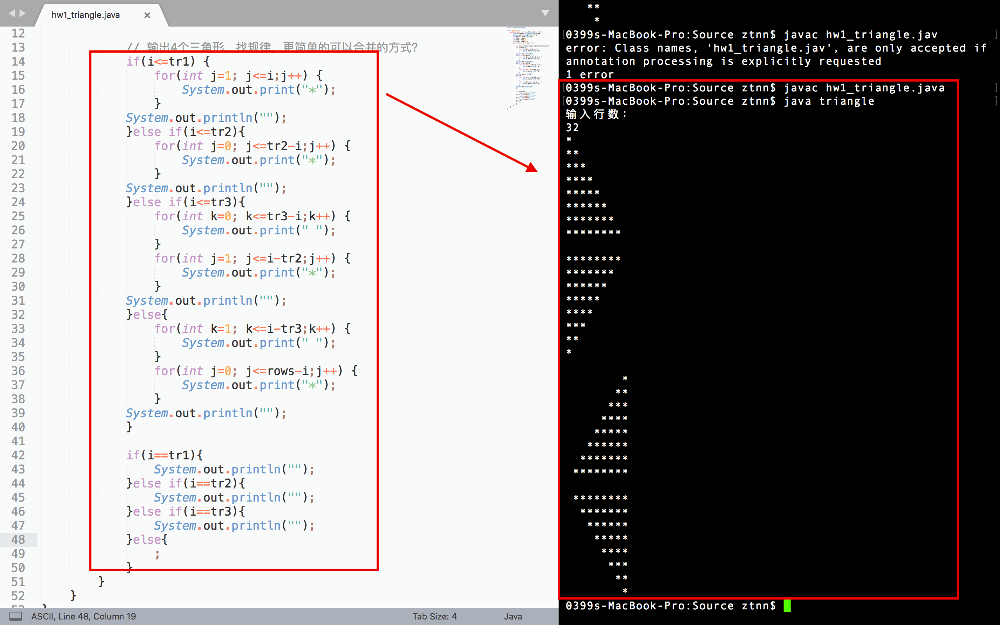 hw1_triangle.java ×
12
13 // 输出4个三角形，找规律，更简单的可以合并的方式?
14 if(i<=tr1) {
15 for(int j=1; j<=i;j++) {
16 System.out.print("*");
17 }
18 System.out.println("");
19 }else if(i<=tr2){
20 for(int j=0; j<=tr2-i;j++) {
21 System.out.print("*");
22 }
23 System.out.println("");
24 }else if(i<=tr3){
25 for(int k=0; k<=tr3-i;k++) {
26 System.out.print(" ");
27 }
28 for(int j=1; j<=i-tr2;j++) {
29 System.out.print("*");
30 }
31 System.out.println("");
32 }else{
33 for(int k=1; k<=i-tr3;k++) {
34 System.out.print(" ");
35 }
36 for(int j=0; j<=rows-i;j++) {
37 System.out.print("*");
38 }
39 System.out.println("");
40 }
41
42 if(i==tr1){
43 System.out.println("");
44 }else if(i==tr2){
45 System.out.println("");
46 }else if(i==tr3){
47 System.out.println("");
48 }else{
49 ;
50 }
51 }
52 }
ASCII, Line 48, Column 19 Tab Size: 4 Java
**
*
[0399s-MacBook-Pro:Source ztnn$ javac hw1_triangle.jav ]
error: Class names, 'hw1_triangle.jav', are only accepted if
annotation processing is explicitly requested
1 error
[0399s-MacBook-Pro:Source ztnn$ javac hw1_triangle.java ]
[0399s-MacBook-Pro:Source ztnn$ java triangle ]
输入行数：
32
*
**
***
****
*****
******
*******
********

********
*******
******
*****
****
***
**
*

        *
       **
      ***
     ****
    *****
   ******
  *******
 ********

 ********
  *******
   ******
    *****
     ****
      ***
       **
        *
0399s-MacBook-Pro:Source ztnn$